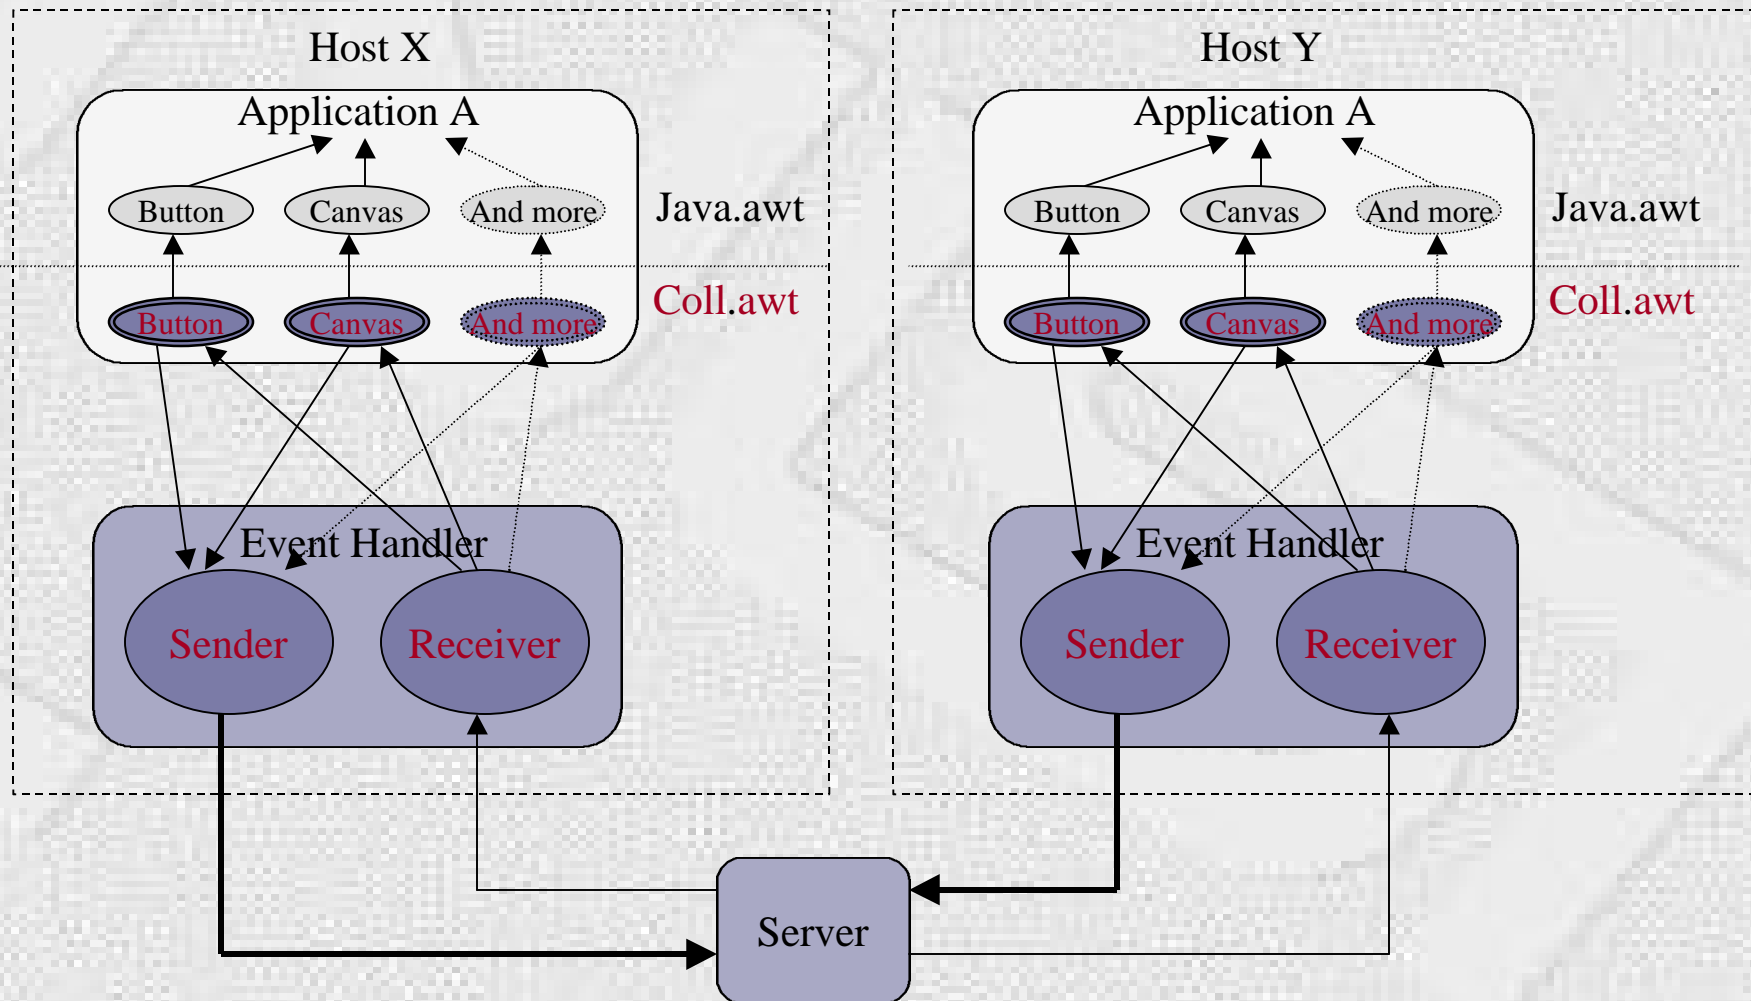 Host X
Application A
Button Canvas And more
Java.awt
Button Canvas And more
Coll.awt
Event Handler
Sender Receiver
Host Y
Application A
Button Canvas And more
Java.awt
Button Canvas And more
Coll.awt
Event Handler
Sender Receiver
Server